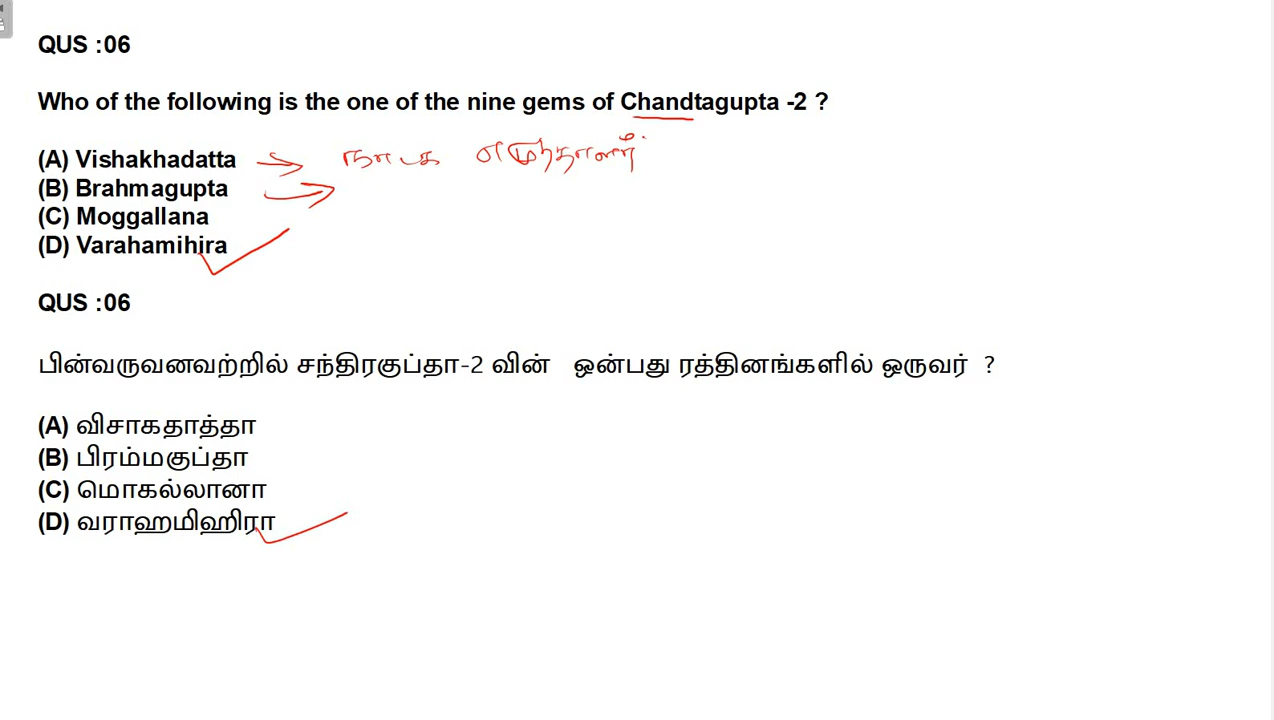 QUS :06
Who of the following is the one of the nine gems of Chandtagupta -2 ?
(A) Vishakhadatta
நாடக எழுத்தாளர்
(B) Brahmagupta
(C) Moggallana
(D) Varahamihira
QUS :06
பின்வருவனவற்றில் சந்திரகுப்தா-2 வின் ஒன்பது ரத்தினங்களில் ஒருவர் ?
(A) விசாகதாத்தா
(B) பிரம்மகுப்தா
(C) மொகல்லானா
(D) வராஹமிஹிரா